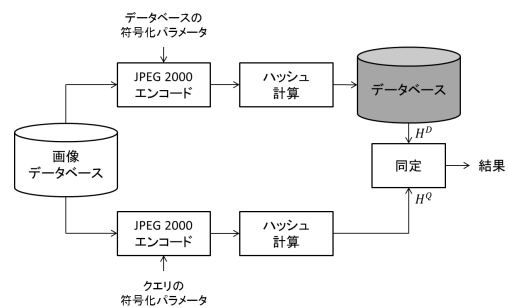 データベースの
符号化パラメータ
JPEG 2000
エンコード
ハッシュ
計算
データベース
H^D
画像
データベース
同定
結果
H^Q
JPEG 2000
エンコード
ハッシュ
計算
クエリの
符号化パラメータ